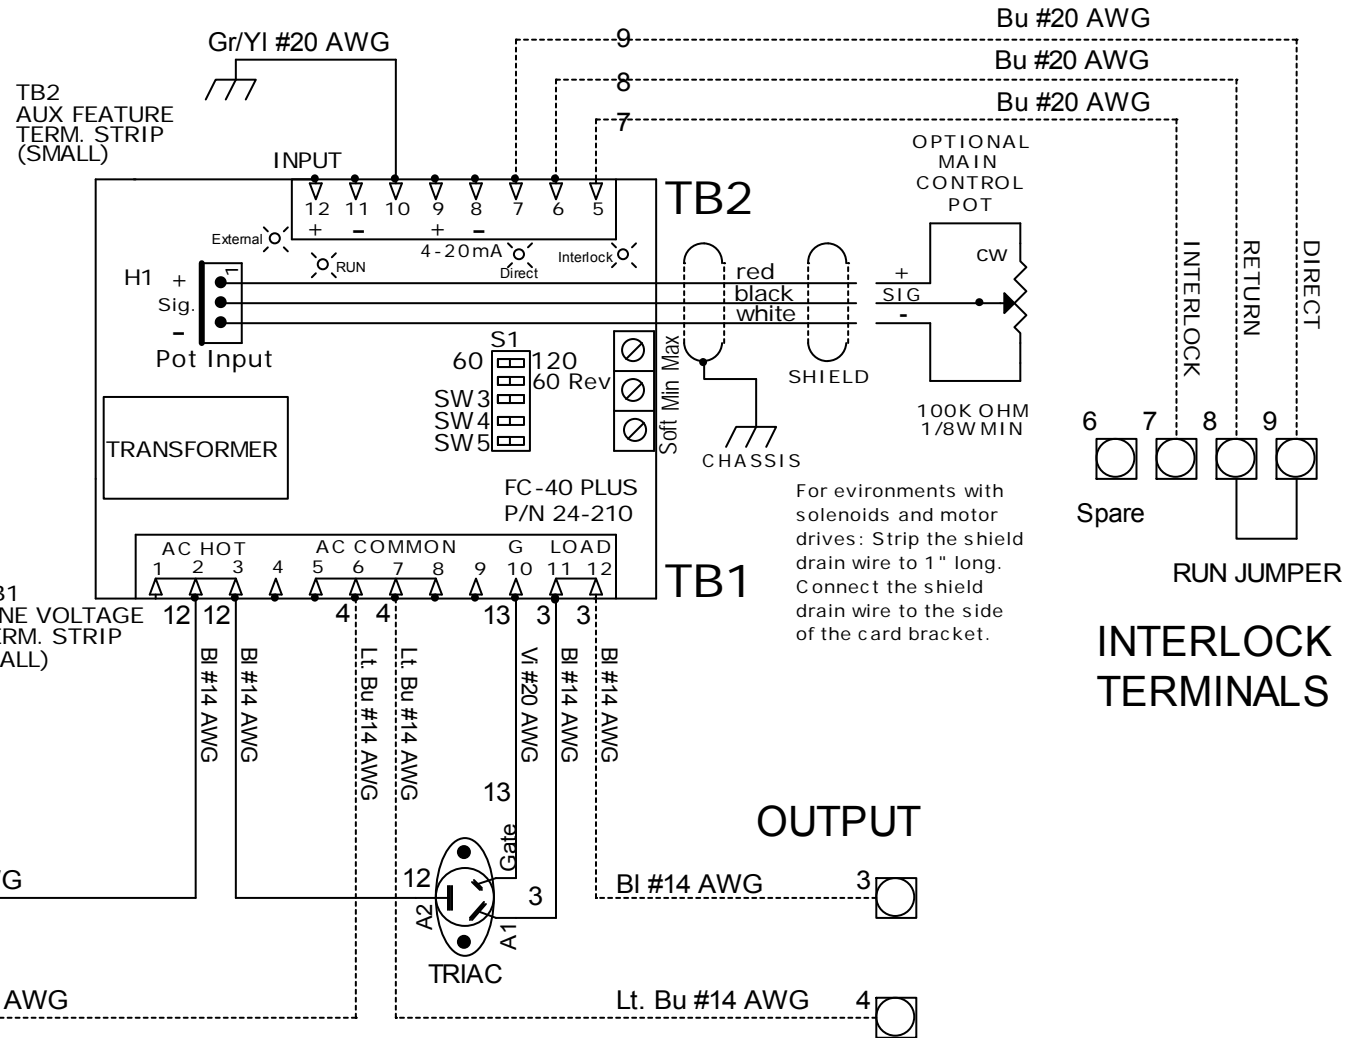 Bu #20 AWG
Gr/Yl #20 AWG
9
Bu #20 AWG
8
Bu #20 AWG
7
TB2
AUX FEATURE
TERM. STRIP
(SMALL)
INPUT
OPTIONAL
MAIN
CONTROL
POT
TB2
12 11 10 9 8 7 6 5
+ - + -
4-20mA
External
RUN
Direct
Interlock
H1
+
Sig.
-
1
Pot Input
red
black
white
+
SIG
-
CW
INTERLOCK
RETURN
DIRECT
S1
60 120
60 Rev
SW3
SW4
SW5
Soft Min Max
SHIELD
CHASSIS
100K OHM
1/8W MIN
TRANSFORMER
FC-40 PLUS
P/N 24-210
6 7 8 9
Spare
RUN JUMPER
INTERLOCK
TERMINALS
For evironments with
solenoids and motor
drives: Strip the shield
drain wire to 1" long.
Connect the shield
drain wire to the side
of the card bracket.
AC HOT AC COMMON G LOAD
1 2 3 4 5 6 7 8 9 10 11 12
TB1
B1
NE VOLTAGE
ERM. STRIP
ALL)
12 12 4 4 13 3 3
Bl #14 AWG
Bl #14 AWG
Lt. Bu #14 AWG
Lt. Bu #14 AWG
Vi #20 AWG
Bl #14 AWG
Bl #14 AWG
13
Gate
12
A2
3
A1
TRIAC
OUTPUT
Bl #14 AWG
3
Lt. Bu #14 AWG
4
G
AWG